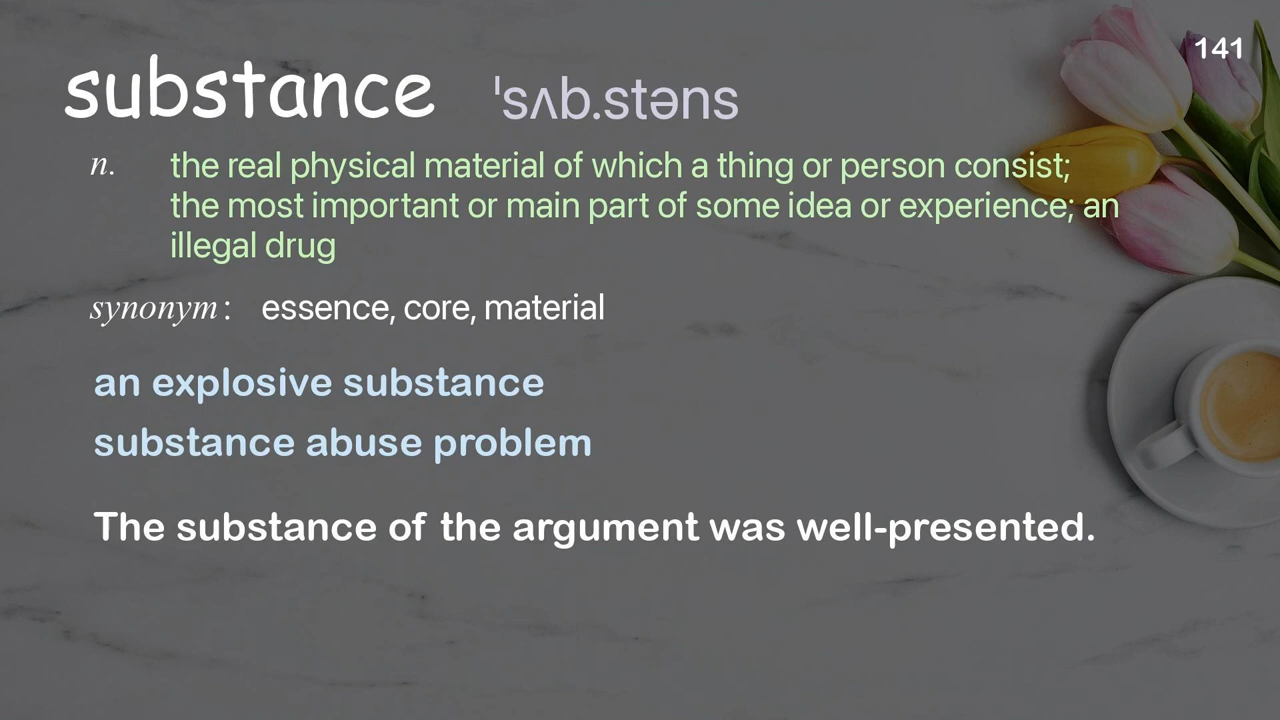 141
substance ˈsʌb.stəns
n. the real physical material of which a thing or person consist;
the most important or main part of some idea or experience; an
illegal drug
synonym: essence, core, material
an explosive substance
substance abuse problem
The substance of the argument was well-presented.